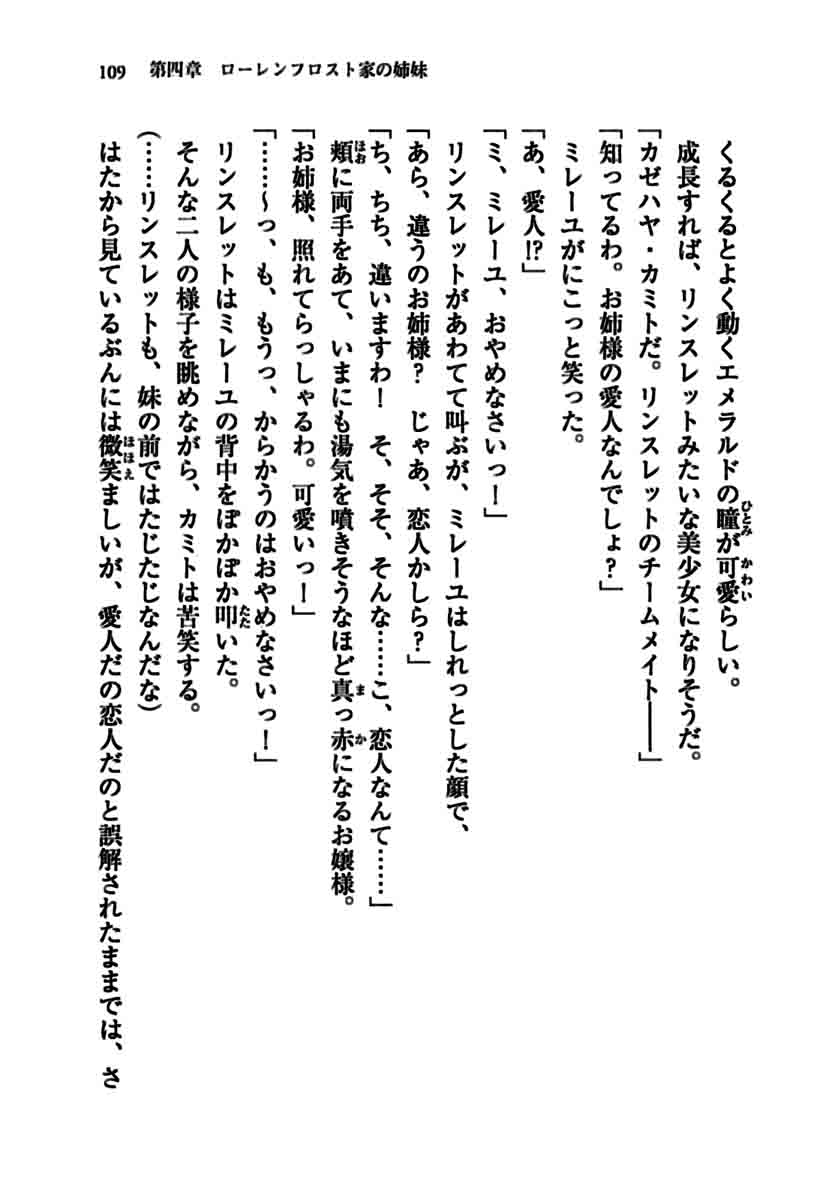 109　第四章　ローレンフロスト家の姉妹
くるくるとよく動くエメラルドの瞳が可愛らしい。
成長すれば、リンスレットみたいな美少女になりそうだ。
「カゼハヤ・カミトだ。リンスレットのチームメイト――」
「知ってるわ。お姉様の愛人なんでしょ？」
ミレーユがにこっと笑った。
「あ、愛人!?」
「ミ、ミレーユ、おやめなさいっ！」
リンスレットがあわてて叫ぶが、ミレーユはしれっとした顔で、
「あら、違うのお姉様？　じゃあ、恋人かしら？」
「ち、ちち、違いますわ！　そ、そそ、そんな……こ、恋人なんて……」
頬に両手をあて、いまにも湯気を噴きそうなほど真っ赤になるお嬢様。
「お姉様、照れてらっしゃるわ。可愛いっ！」
「……〜っ、も、もうっ、からかうのはおやめなさいっ！」
リンスレットはミレーユの背中をぽかぽか叩いた。
そんな二人の様子を眺めながら、カミトは苦笑する。
(……リンスレットも、妹の前ではたじたじなんだな)
はたから見ているぶんには微笑ましいが、愛人だの恋人だのと誤解されたままでは、さ